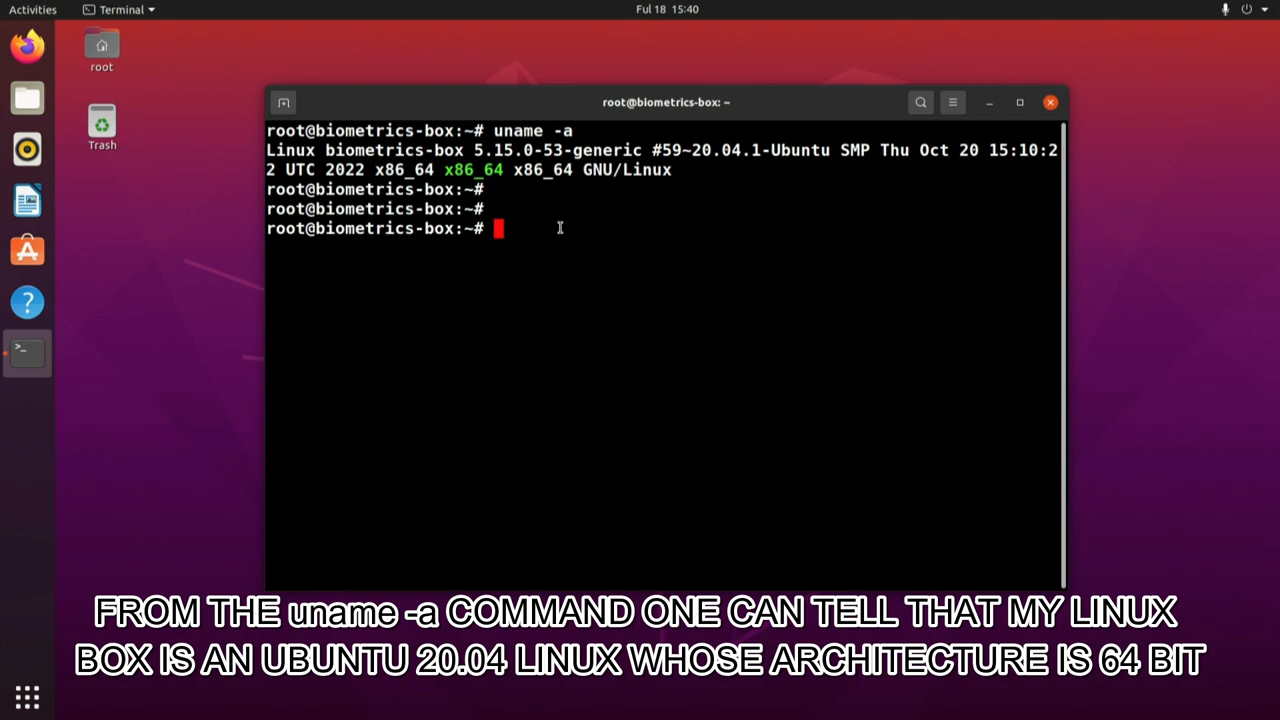 Activities Terminal Ful 18 15:40
root
Trash
root@biometrics-box: ~
root@biometrics-box:~# uname -a
Linux biometrics-box 5.15.0-53-generic #59~20.04.1-Ubuntu SMP Thu Oct 20 15:10:2
2 UTC 2022 x86_64 x86_64 x86_64 GNU/Linux
root@biometrics-box:~#
root@biometrics-box:~#
root@biometrics-box:~#
FROM THE uname -a COMMAND ONE CAN TELL THAT MY LINUX
BOX IS AN UBUNTU 20.04 LINUX WHOSE ARCHITECTURE IS 64 BIT